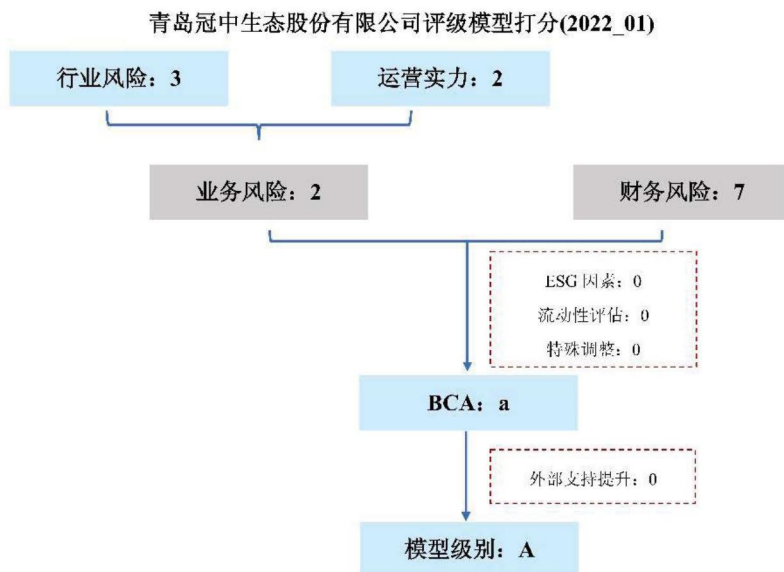 青岛冠中生态股份有限公司评级模型打分(2022_01)
行业风险：3
运营实力：2
业务风险：2
财务风险：7
ESG 因素：0
流动性评估：0
特殊调整：0
BCA：a
外部支持提升：0
模型级别：A